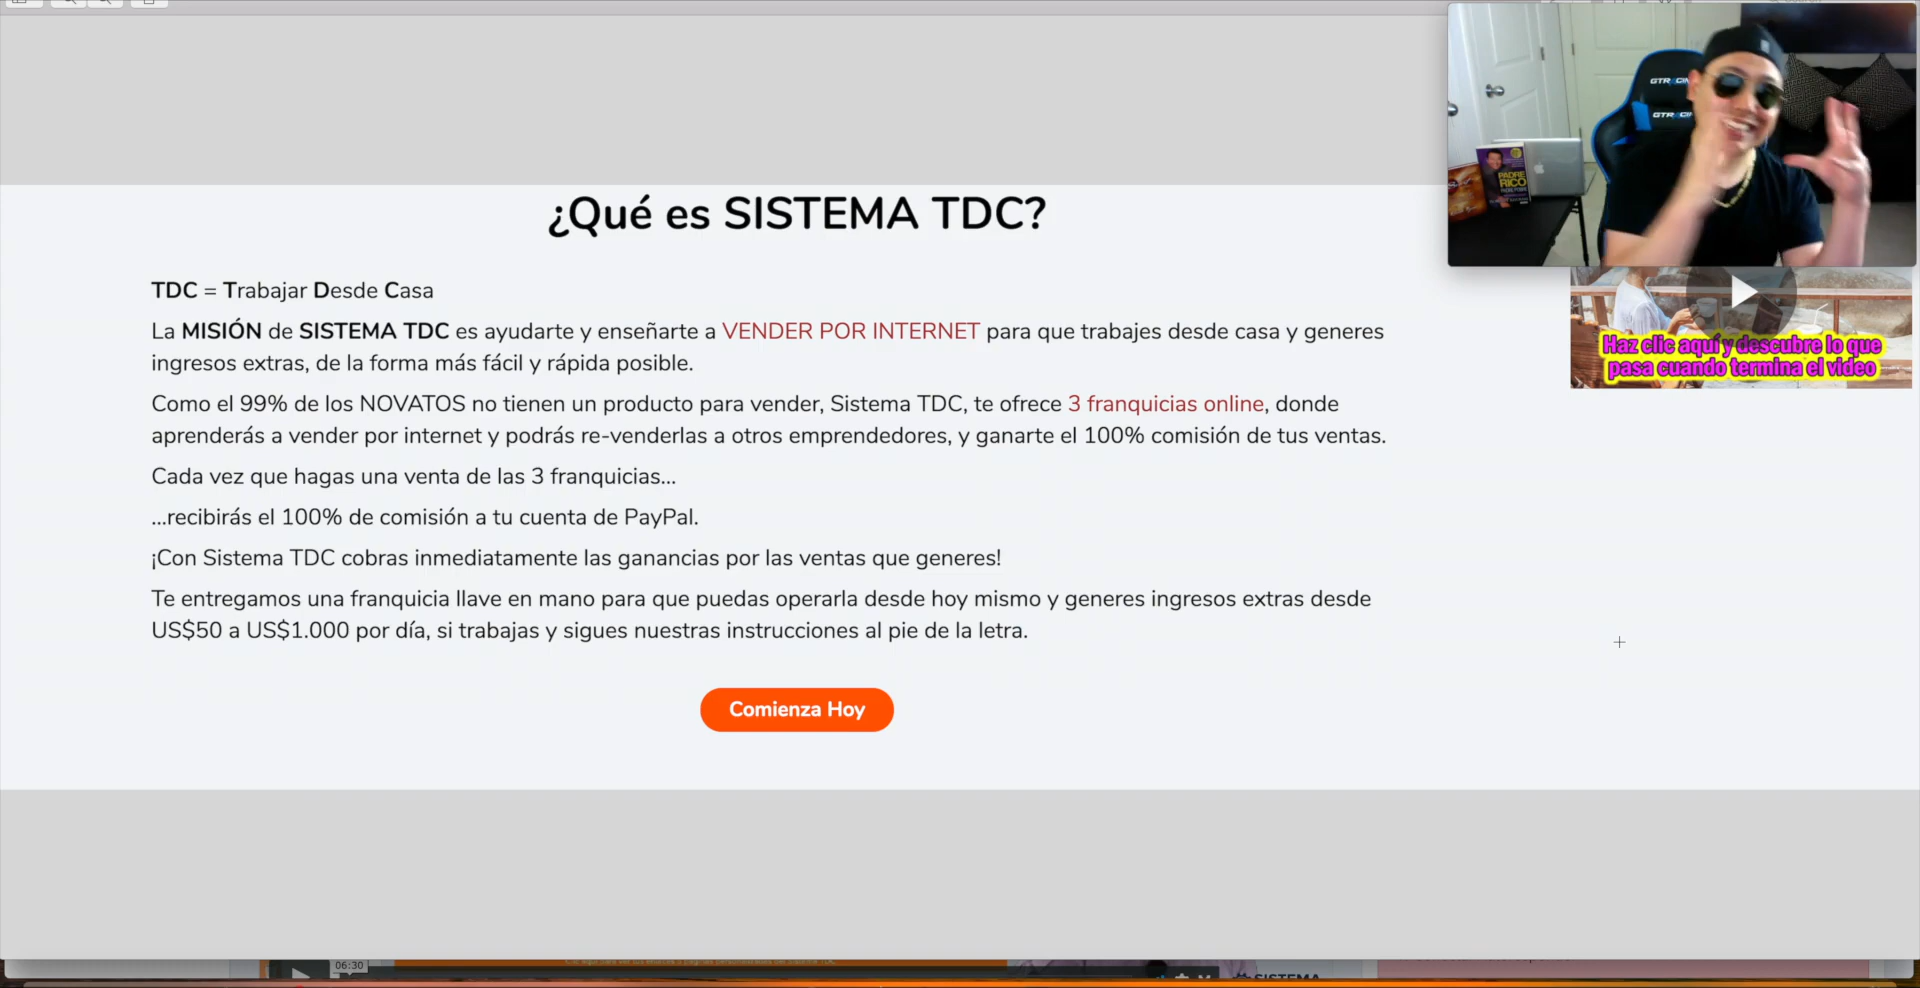 ¿Qué es SISTEMA TDC?
TDC = Trabajar Desde Casa
La MISIÓN de SISTEMA TDC es ayudarte y enseñarte a VENDER POR INTERNET para que trabajes desde casa y generes
ingresos extras, de la forma más fácil y rápida posible.
Como el 99% de los NOVATOS no tienen un producto para vender, Sistema TDC, te ofrece 3 franquicias online, donde
aprenderás a vender por internet y podrás re-venderlas a otros emprendedores, y ganarte el 100% comisión de tus ventas.
Cada vez que hagas una venta de las 3 franquicias...
...recibirás el 100% de comisión a tu cuenta de PayPal.
¡Con Sistema TDC cobras inmediatamente las ganancias por las ventas que generes!
Te entregamos una franquicia llave en mano para que puedas operarla desde hoy mismo y generes ingresos extras desde
US$50 a US$1.000 por día, si trabajas y sigues nuestras instrucciones al pie de la letra.
Comienza Hoy
GTR
GTR
PADRE
RICO
Haz clic aquí y descubre lo que
pasa cuando termina el video
06:30
SISTEMA